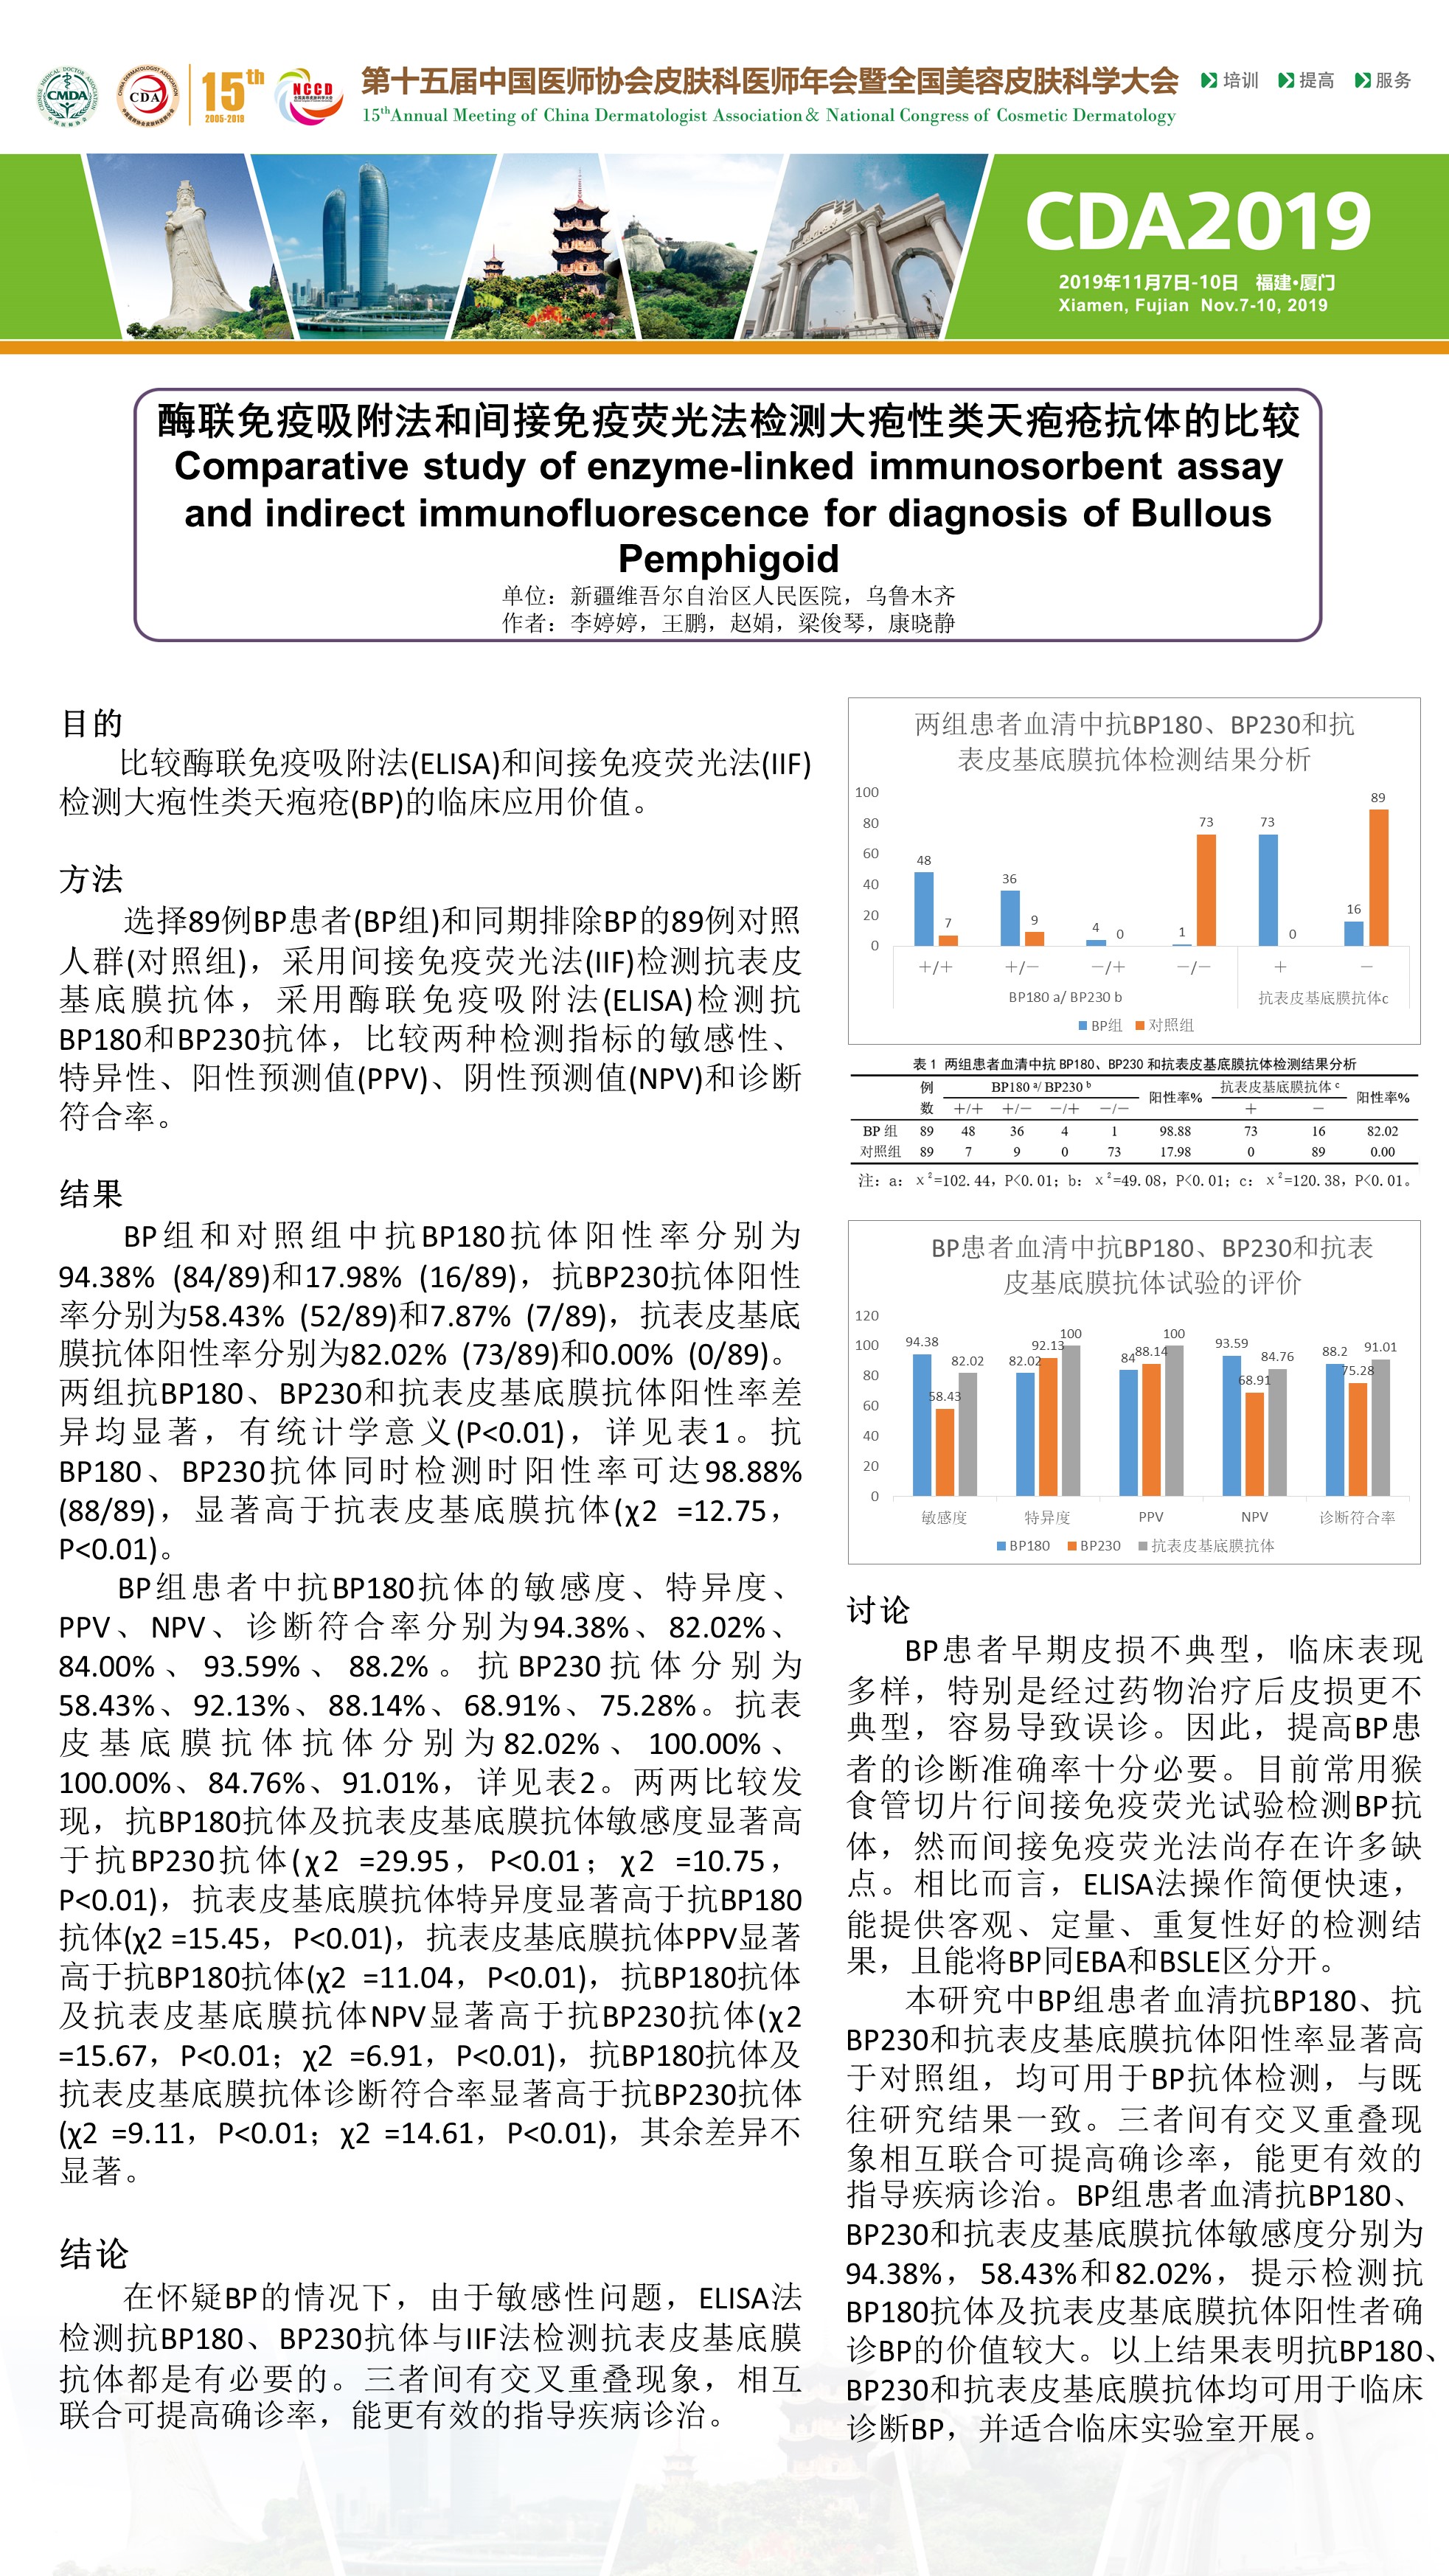 CHINESE MEDICAL DOCTOR ASSOCIATION
CMDA
中国医师协会
CDA
15th
2005-2019
NCCD
第十五届中国医师协会皮肤科医师年会暨全国美容皮肤科学大会
15thAnnual Meeting of China Dermatologist Association& National Congress of Cosmetic Dermatology
培训 提高 服务
CDA2019
2019年11月7日-10日 福建•厦门
Xiamen, Fujian Nov.7-10, 2019
酶联免疫吸附法和间接免疫荧光法检测大疱性类天疱疮抗体的比较
Comparative study of enzyme-linked immunosorbent assay
and indirect immunofluorescence for diagnosis of Bullous
Pemphigoid
单位：新疆维吾尔自治区人民医院，乌鲁木齐
作者：李婷婷，王鹏，赵娟，梁俊琴，康晓静
目的
比较酶联免疫吸附法(ELISA)和间接免疫荧光法(IIF)
检测大疱性类天疱疮(BP)的临床应用价值。
方法
选择89例BP患者(BP组)和同期排除BP的89例对照
人群(对照组)，采用间接免疫荧光法(IIF)检测抗表皮
基底膜抗体，采用酶联免疫吸附法(ELISA)检测抗
BP180和BP230抗体，比较两种检测指标的敏感性、
特异性、阳性预测值(PPV)、阴性预测值(NPV)和诊断
符合率。
结果
BP组和对照组中抗BP180抗体阳性率分别为
94.38% (84/89)和17.98% (16/89)，抗BP230抗体阳性
率分别为58.43% (52/89)和7.87% (7/89)，抗表皮基底
膜抗体阳性率分别为82.02% (73/89)和0.00% (0/89)。
两组抗BP180、BP230和抗表皮基底膜抗体阳性率差
异均显著，有统计学意义(P<0.01)，详见表1。抗
BP180、BP230抗体同时检测时阳性率可达98.88%
(88/89)，显著高于抗表皮基底膜抗体(χ2 =12.75，
P<0.01)。
BP组患者中抗BP180抗体的敏感度、特异度、
PPV、NPV、诊断符合率分别为94.38%、82.02%、
84.00%、93.59%、88.2%。抗BP230抗体分别为
58.43%、92.13%、88.14%、68.91%、75.28%。抗表
皮基底膜抗体抗体分别为82.02%、100.00%、
100.00%、84.76%、91.01%，详见表2。两两比较发
现，抗BP180抗体及抗表皮基底膜抗体敏感度显著高
于抗BP230抗体(χ2 =29.95，P<0.01；χ2 =10.75，
P<0.01)，抗表皮基底膜抗体特异度显著高于抗BP180
抗体(χ2 =15.45，P<0.01)，抗表皮基底膜抗体PPV显著
高于抗BP180抗体(χ2 =11.04，P<0.01)，抗BP180抗体
及抗表皮基底膜抗体NPV显著高于抗BP230抗体(χ2
=15.67，P<0.01；χ2 =6.91，P<0.01)，抗BP180抗体及
抗表皮基底膜抗体诊断符合率显著高于抗BP230抗体
(χ2 =9.11，P<0.01；χ2 =14.61，P<0.01)，其余差异不
显著。
结论
在怀疑BP的情况下，由于敏感性问题，ELISA法
检测抗BP180、BP230抗体与IIF法检测抗表皮基底膜
抗体都是有必要的。三者间有交叉重叠现象，相互
联合可提高确诊率，能更有效的指导疾病诊治。
两组患者血清中抗BP180、BP230和抗
表皮基底膜抗体检测结果分析
100
80
60
40
20
0
48 7 36 9 4 0 1 73 73 0 16 89
＋/＋ ＋/－ －/＋ －/－ ＋ －
BP180 a/ BP230 b 抗表皮基底膜抗体c
BP组 对照组
表 1 两组患者血清中抗 BP180、BP230 和抗表皮基底膜抗体检测结果分析
例数 BP180 a/ BP230 b 阳性率% 抗表皮基底膜抗体 c 阳性率%
＋/＋ ＋/－ －/＋ －/－ ＋ －
BP 组 89 48 36 4 1 98.88 73 16 82.02
对照组 89 7 9 0 73 17.98 0 89 0.00
注：a：χ²=102.44，P<0.01；b：χ²=49.08，P<0.01；c：χ²=120.38，P<0.01。
BP患者血清中抗BP180、BP230和抗表
皮基底膜抗体试验的评价
120
100
80
60
40
20
0
94.38 58.43 82.02 82.02 92.13 100 84 88.14 100 93.59 68.91 84.76 88.2 75.28 91.01
敏感度 特异度 PPV NPV 诊断符合率
BP180 BP230 抗表皮基底膜抗体
讨论
BP患者早期皮损不典型，临床表现
多样，特别是经过药物治疗后皮损更不
典型，容易导致误诊。因此，提高BP患
者的诊断准确率十分必要。目前常用猴
食管切片行间接免疫荧光试验检测BP抗
体，然而间接免疫荧光法尚存在许多缺
点。相比而言，ELISA法操作简便快速，
能提供客观、定量、重复性好的检测结
果，且能将BP同EBA和BSLE区分开。
本研究中BP组患者血清抗BP180、抗
BP230和抗表皮基底膜抗体阳性率显著高
于对照组，均可用于BP抗体检测，与既
往研究结果一致。三者间有交叉重叠现
象相互联合可提高确诊率，能更有效的
指导疾病诊治。BP组患者血清抗BP180、
BP230和抗表皮基底膜抗体敏感度分别为
94.38%，58.43%和82.02%，提示检测抗
BP180抗体及抗表皮基底膜抗体阳性者确
诊BP的价值较大。以上结果表明抗BP180、
BP230和抗表皮基底膜抗体均可用于临床
诊断BP，并适合临床实验室开展。